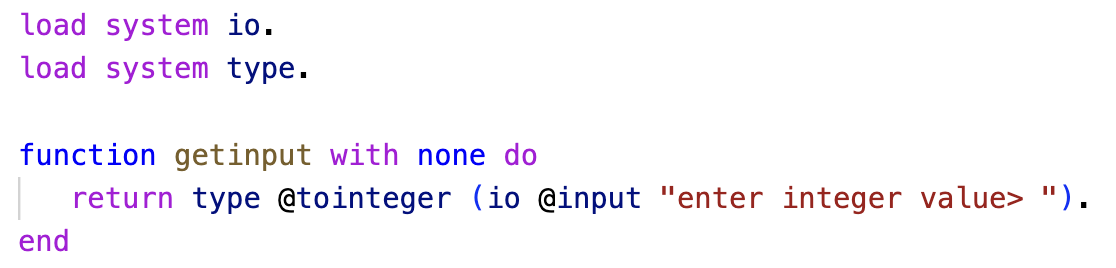 load system io.
load system type.
function getinput with none do
return type @tointeger (io @input "enter integer value> ").
end